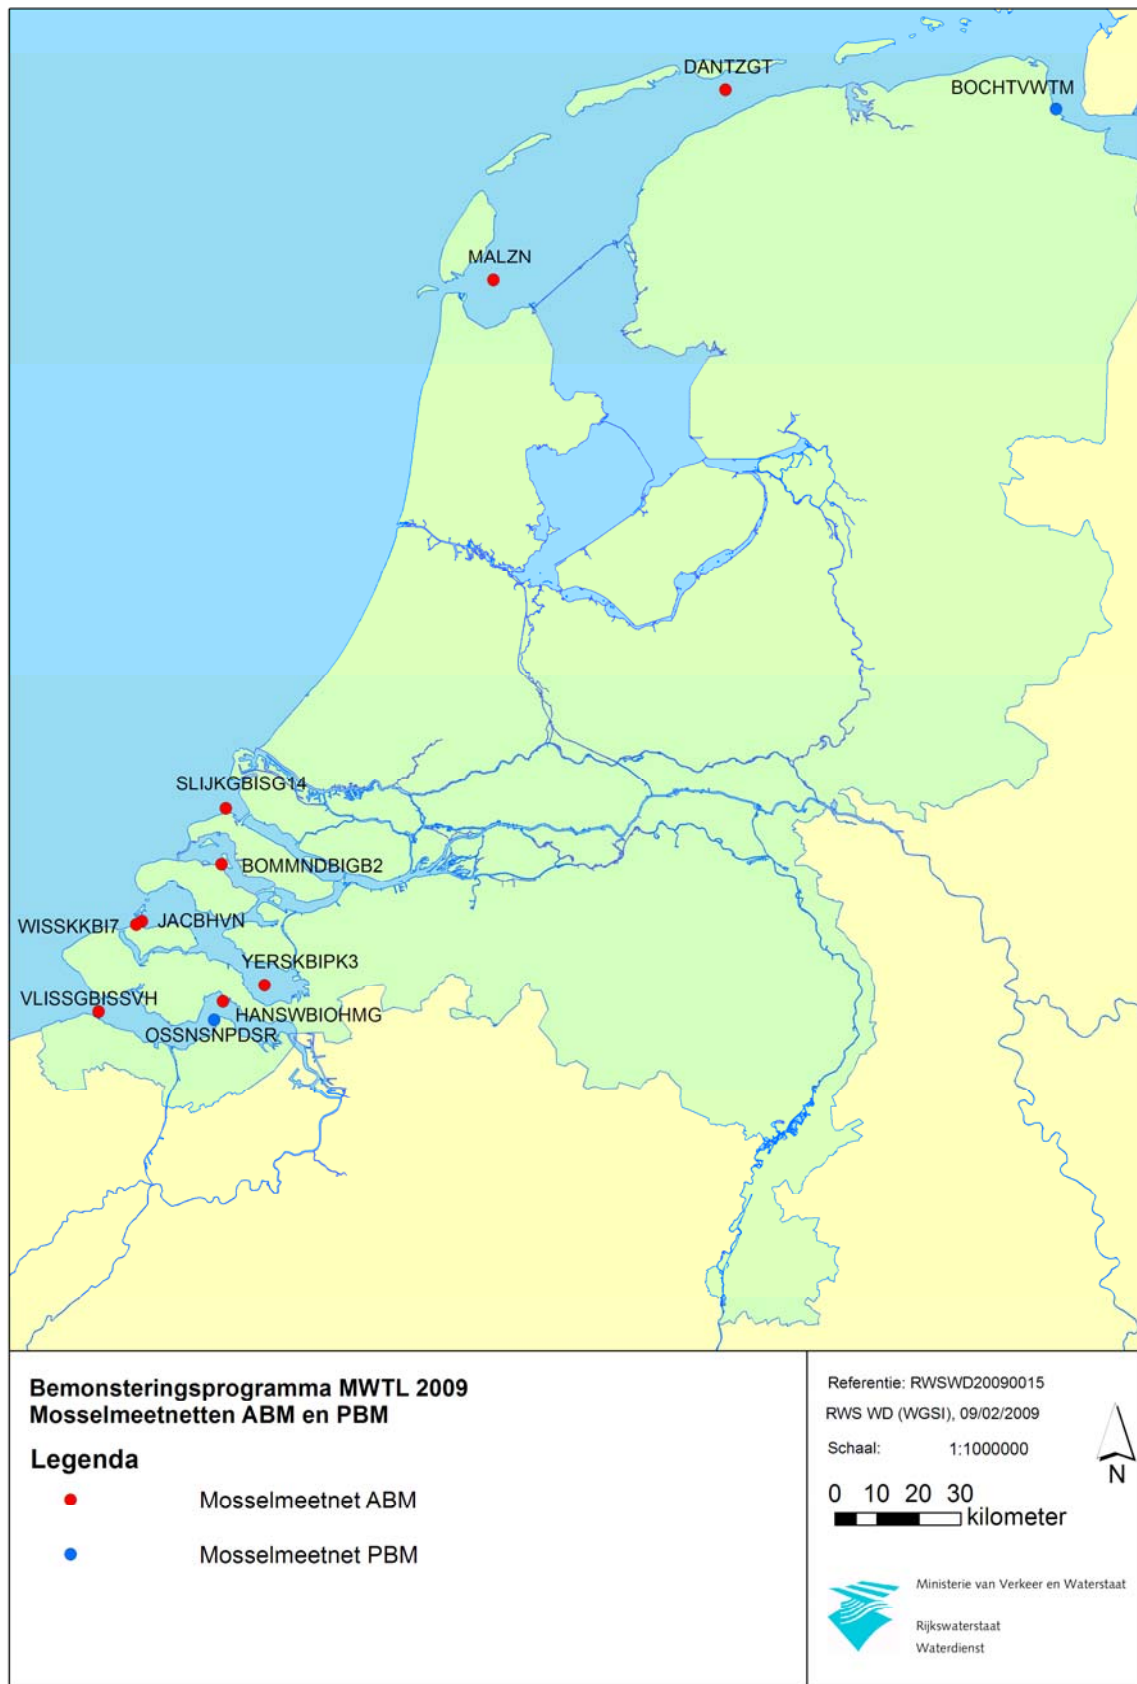 DANTZGT
BOCHTVWTM
MALZN
SLIJKGBISG14
BOMMNDBIGB2
WISSKKBI7
JACBHVN
YERSKBIPK3
VLISSGBISSVH
HANSWBIOHMG
OSSNSNPDSR
Bemonsteringsprogramma MWTL 2009
Mosselmeetnetten ABM en PBM
Legenda
Mosselmeetnet ABM
Mosselmeetnet PBM
Referentie: RWSWD20090015
RWS WD (WGSI), 09/02/2009
Schaal: 1:1000000
N
0 10 20 30
kilometer
Ministerie van Verkeer en Waterstaat
Rijkswaterstaat
Waterdienst